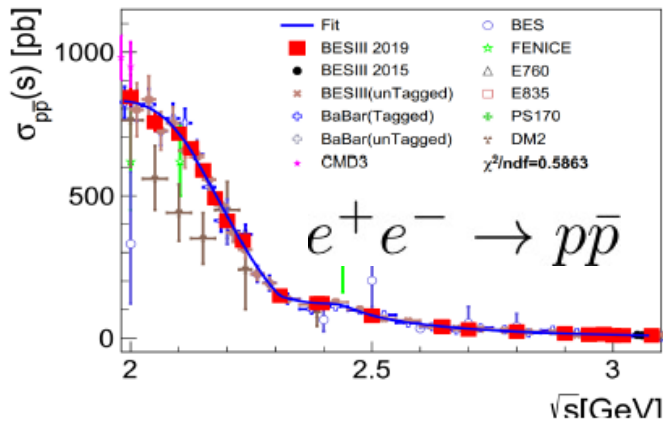 σpp̄(s) [pb]
1000
500
0
Fit
BESIII 2019
BESIII 2015
BESIII(unTagged)
BaBar(Tagged)
BaBar(unTagged)
CMD3
BES
FENICE
E760
E835
PS170
DM2
χ²/ndf=0.5863
e⁺e⁻ → pp̄
2 2.5 3
√s[GeV]